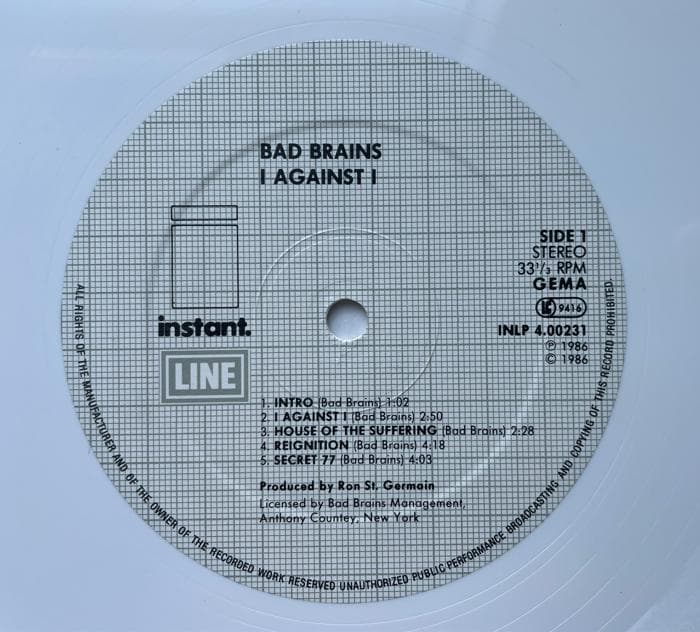 BAD BRAINS
I AGAINST I
SIDE 1
STEREO
33 1/3 RPM
GEMA
LC 9416
INLP 4.00231
℗ 1986
© 1986
instant.
LINE
1. INTRO (Bad Brains) 1:02
2. I AGAINST I (Bad Brains) 2:50
3. HOUSE OF THE SUFFERING (Bad Brains) 2:28
4. REIGNITION (Bad Brains) 4:18
5. SECRET 77 (Bad Brains) 4:03
Produced by Ron St. Germain
Licensed by Bad Brains Management,
Anthony Countey, New York
ALL RIGHTS OF THE MANUFACTURER AND OF THE OWNER OF THE RECORDED WORK RESERVED UNAUTHORIZED PUBLIC PERFORMANCE BROADCASTING AND COPYING OF THIS RECORD PROHIBITED.